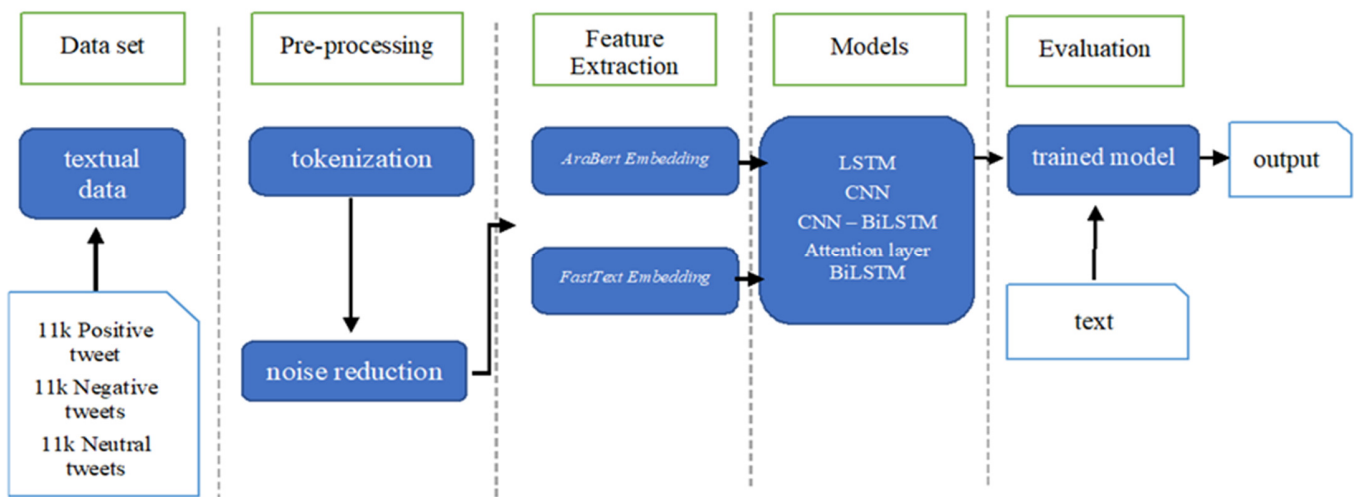 Data set
Pre-processing
Feature
Extraction
Models
Evaluation
textual
data
11k Positive
tweet
11k Negative
tweets
11k Neutral
tweets
tokenization
noise reduction
AraBert Embedding
FastText Embedding
LSTM
CNN
CNN – BiLSTM
Attention layer
BiLSTM
trained model
output
text